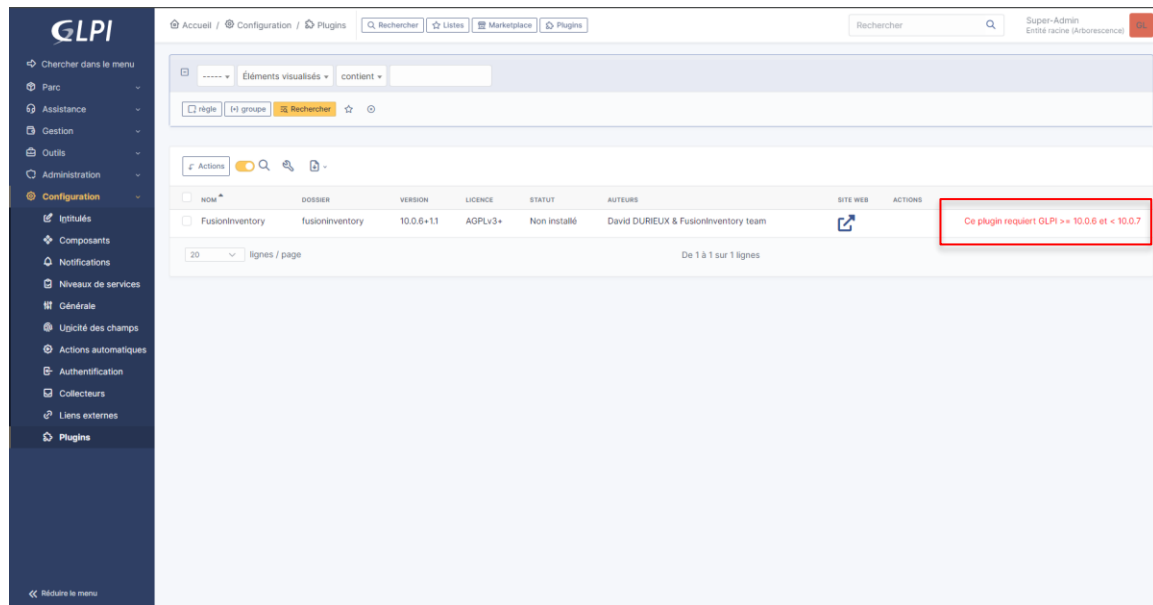 GLPI
Accueil / Configuration / Plugins Rechercher Listes Marketplace Plugins
Rechercher
Super-Admin
Entité racine (Arborescence)
GL
Chercher dans le menu
Parc
Assistance
Gestion
Outils
Administration
Configuration
Intitulés
Composants
Notifications
Niveaux de services
Générale
Unicité des champs
Actions automatiques
Authentification
Collecteurs
Liens externes
Plugins
Réduire le menu
----- Éléments visualisés contient
règle (+) groupe Rechercher
Actions
NOM DOSSIER VERSION LICENCE STATUT AUTEURS SITE WEB ACTIONS
FusionInventory fusioninventory 10.0.6+1.1 AGPLv3+ Non installé David DURIEUX & FusionInventory team Ce plugin requiert GLPI >= 10.0.6 et < 10.0.7
20 lignes / page De 1 à 1 sur 1 lignes